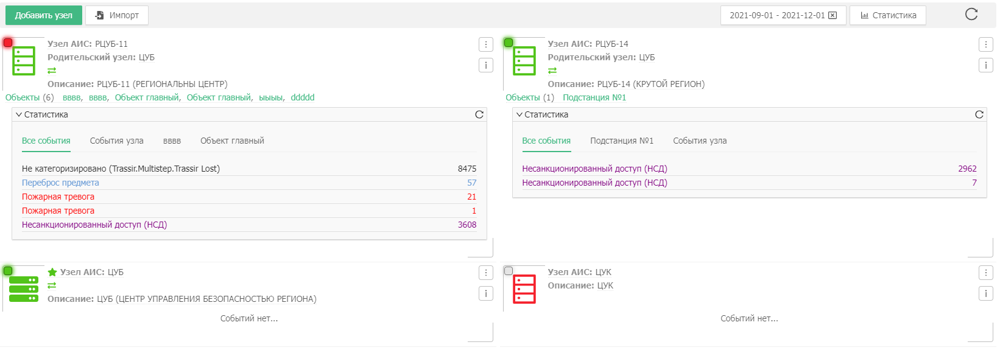 Добавить узел Импорт 2021-09-01 - 2021-12-01 Статистика
Узел АИС: РЦУБ-11
Родительский узел: ЦУБ
Описание: РЦУБ-11 (РЕГИОНАЛЬНЫ ЦЕНТР)
Объекты (6) вввв, вввв, Объект главный, Объект главный, ыыыы, ddddd
Статистика
Все события События узла вввв Объект главный
Не категоризировано (Trassir.Multistep.Trassir Lost) 8475
Переброс предмета 57
Пожарная тревога 21
Пожарная тревога 1
Несанкционированный доступ (НСД) 3608
Узел АИС: РЦУБ-14
Родительский узел: ЦУБ
Описание: РЦУБ-14 (КРУТОЙ РЕГИОН)
Объекты (1) Подстанция №1
Статистика
Все события Подстанция №1 События узла
Несанкционированный доступ (НСД) 2962
Несанкционированный доступ (НСД) 7
Узел АИС: ЦУБ
Описание: ЦУБ (ЦЕНТР УПРАВЛЕНИЯ БЕЗОПАСНОСТЬЮ РЕГИОНА)
Событий нет...
Узел АИС: ЦУК
Описание: ЦУК
Событий нет...